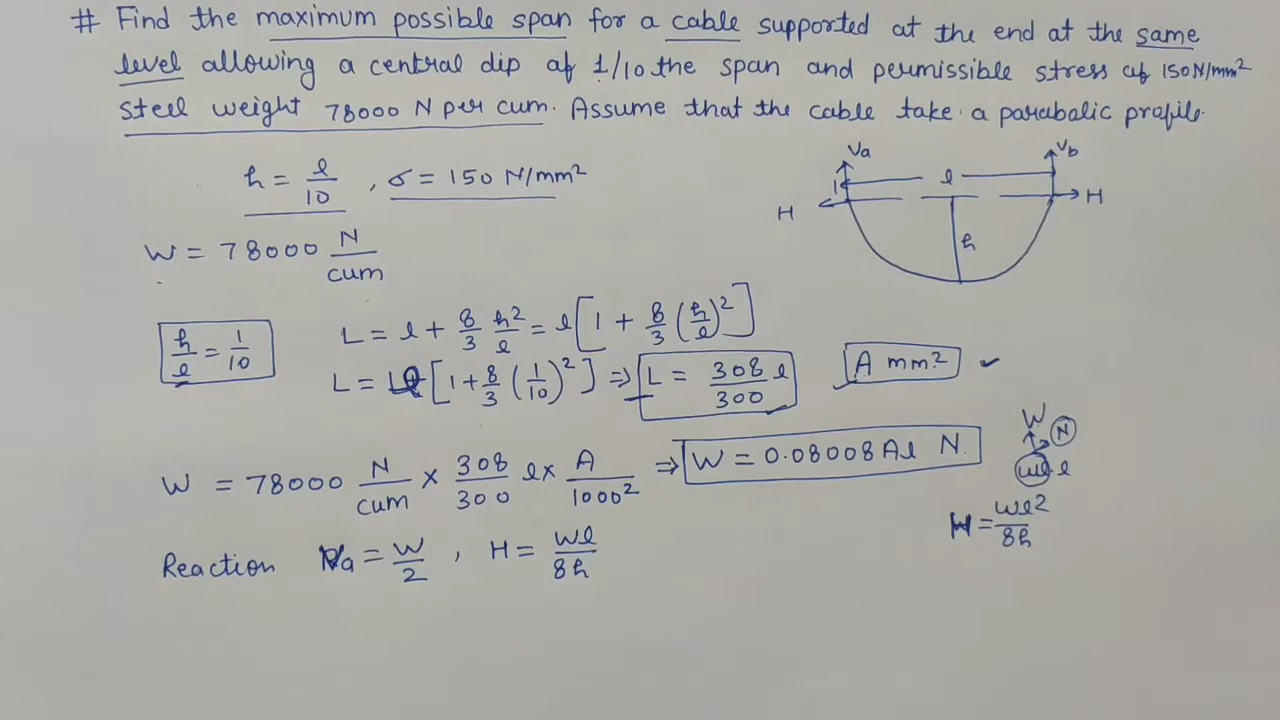 # Find the maximum possible span for a cable supported at the end at the same
level allowing a central dip of 1/10 the span and permissible stress of 150N/mm²
steel weight 78000 N per cum. Assume that the cable take a parabolic profile.
h = l/10 , σ = 150 N/mm²
Va l Vb
H H
h
W = 78000 N/cum
h/l = 1/10
L = l + 8/3 h²/l = l[1 + 8/3 (h/l)²]
L = l[1 + 8/3 (1/10)²] ⇒ L = 308/300 l
A mm² ✓
W = 78000 N/cum × 308/300 l × A/1000² ⇒ W = 0.08008Al N.
W N
wl l
H = wl²/8h
Reaction Va = W/2 , H = Wl/8h